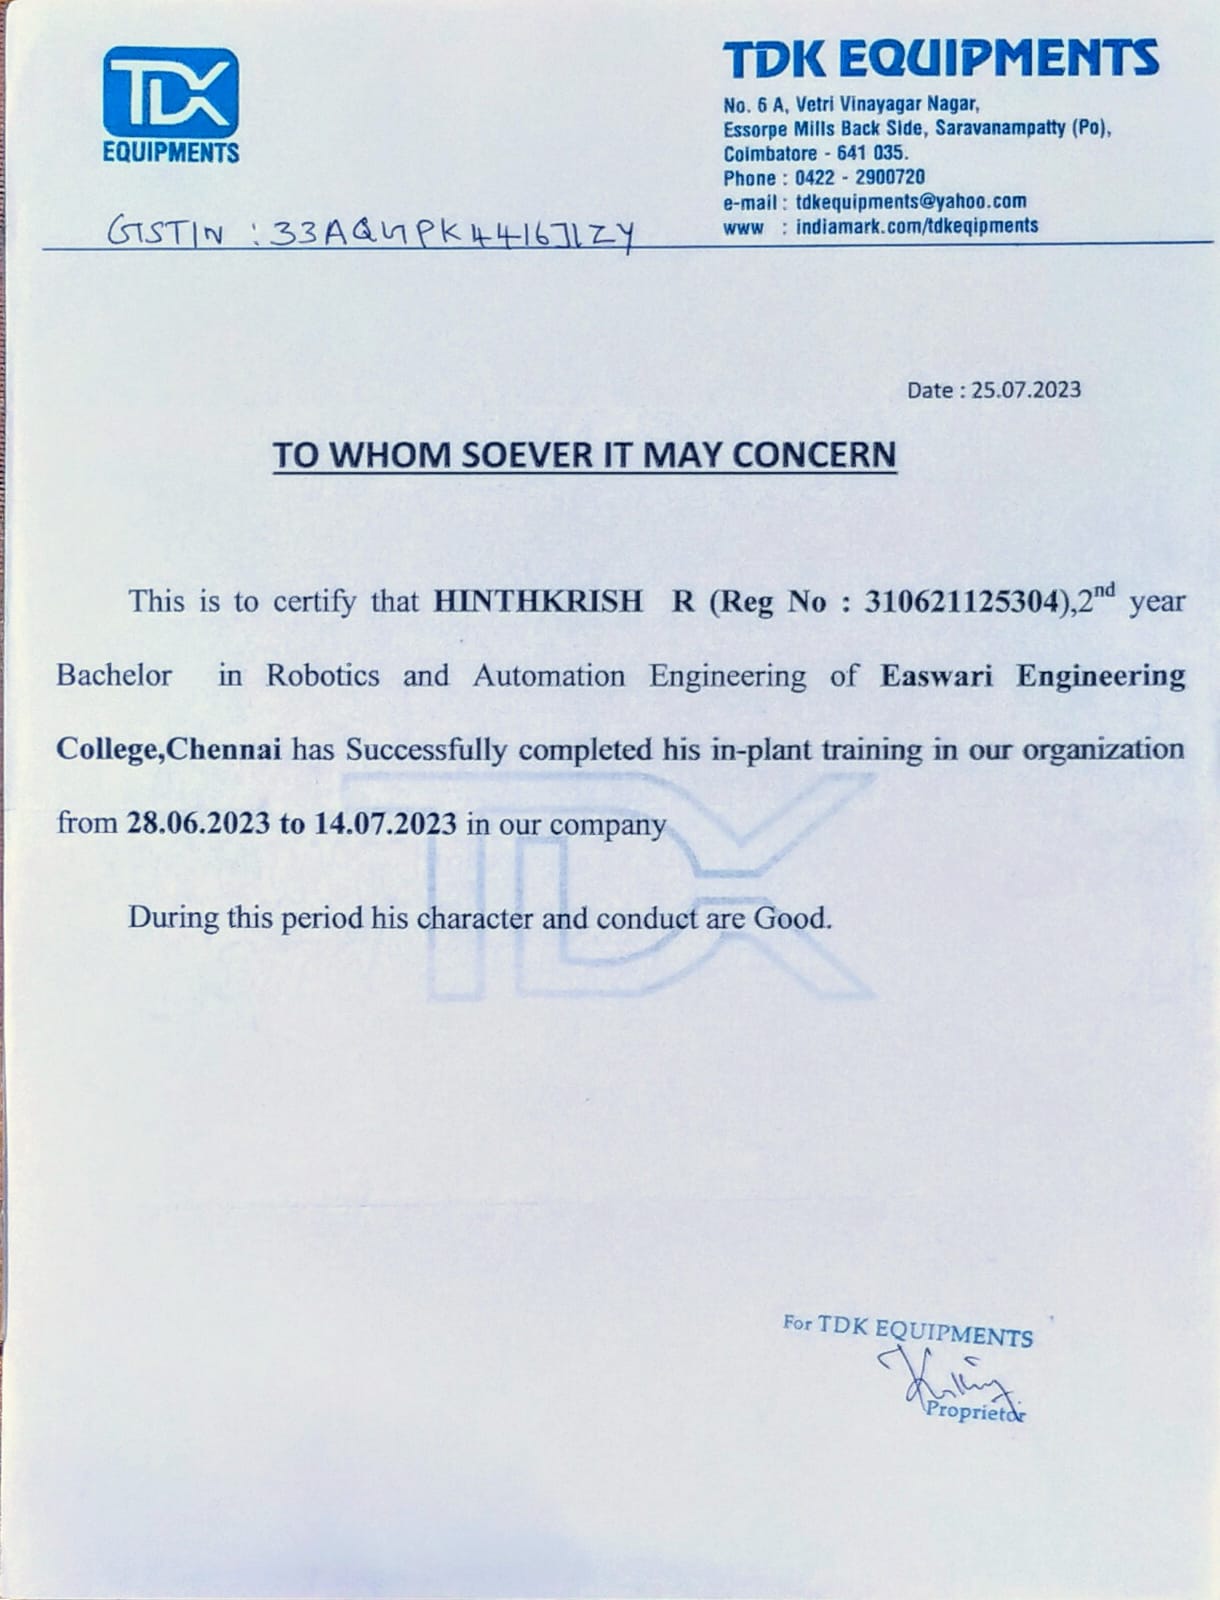 TDK
EQUIPMENTS
TDK EQUIPMENTS
No. 6 A, Vetri Vinayagar Nagar,
Essorpe Mills Back Side, Saravanampatty (Po),
Coimbatore - 641 035.
Phone : 0422 - 2900720
e-mail : tdkequipments@yahoo.com
www : indiamark.com/tdkeqipments
GSTIN :
Date : 25.07.2023
TO WHOM SOEVER IT MAY CONCERN
This is to certify that HINTHKRISH R (Reg No : 310621125304),2nd year
Bachelor in Robotics and Automation Engineering of Easwari Engineering
College,Chennai has Successfully completed his in-plant training in our organization
from 28.06.2023 to 14.07.2023 in our company
During this period his character and conduct are Good.
TDK
For TDK EQUIPMENTS
Proprietor